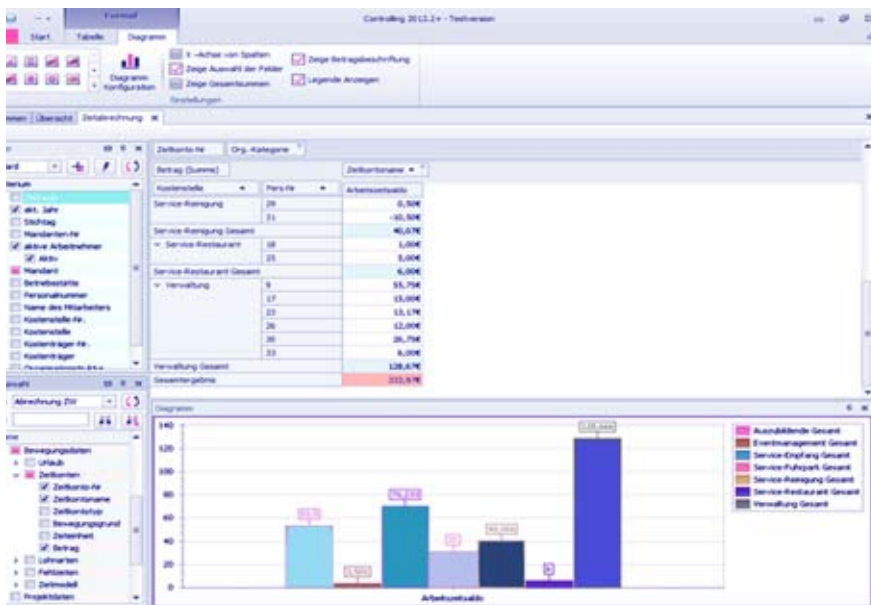 Format
Controlling 2013.2+ - Testversion
Start Tabelle Diagramm
Diagramm Konfiguration
X-Achse von Spalten
Zeige Auswahl der Felder
Zeige Gesamtsummen
Zeige Betragsbeschriftung
Legende Anzeigen
Einstellungen
Übersicht Zeitabrechnung
Zeitkonto-Nr Org.-Kategorie
Betrag (Summe) Zeitkontoname
Kostenstelle Pers-Nr Arbeitszeitsaldo
Service-Reinigung 29 0,50€
31 -10,50€
Service-Reinigung Gesamt 40,67€
Service-Restaurant 18 1,00€
25 5,00€
Service-Restaurant Gesamt 6,00€
Verwaltung 9 55,75€
17 15,00€
23 13,17€
26 12,00€
30 26,75€
33 6,00€
Verwaltung Gesamt 128,67€
Gesamtergebnis
akt. Jahr
Stichtag
Mandanten-Nr
aktive Arbeitnehmer
Aktiv
Mandant
Betriebsstätte
Personalnummer
Name des Mitarbeiters
Kostenstelle-Nr.
Kostenstelle
Kostenträger-Nr.
Kostenträger
Abrechnung ZW
Bewegungsdaten
Urlaub
Zeitkonten
Zeitkonto-Nr
Zeitkontoname
Zeitkontotyp
Bewegungsgrund
Zeiteinheit
Betrag
Lohnarten
Fehlzeiten
Zeitmodell
Projektdaten
Diagramm
140
120
100
80
60
40
20
0
6
Arbeitszeitsaldo
Auszubildende Gesamt
Eventmanagement Gesamt
Service-Empfang Gesamt
Service-Fuhrpark Gesamt
Service-Reinigung Gesamt
Service-Restaurant Gesamt
Verwaltung Gesamt